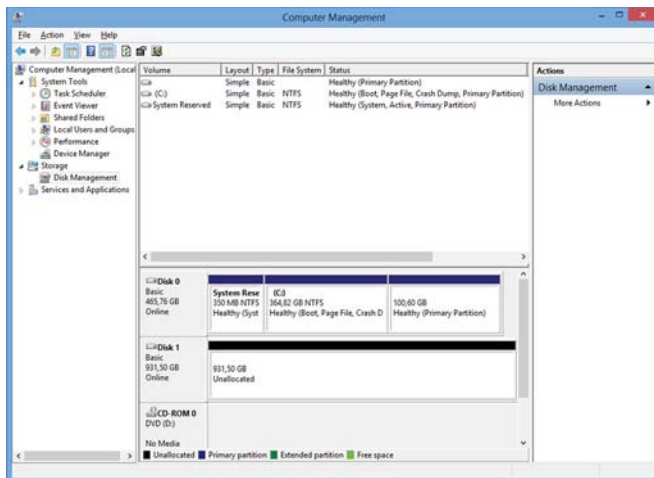 Computer Management
File Action View Help
Computer Management (Local
System Tools
Task Scheduler
Event Viewer
Shared Folders
Local Users and Groups
Performance
Device Manager
Storage
Disk Management
Services and Applications
Volume Layout Type File System Status
Simple Basic Healthy (Primary Partition)
(C:) Simple Basic NTFS Healthy (Boot, Page File, Crash Dump, Primary Partition)
System Reserved Simple Basic NTFS Healthy (System, Active, Primary Partition)
Actions
Disk Management
More Actions
Disk 0
Basic
465,76 GB
Online
System Rese
350 MB NTFS
Healthy (Syst
(C:)
364,82 GB NTFS
Healthy (Boot, Page File, Crash D
100,60 GB
Healthy (Primary Partition)
Disk 1
Basic
931,50 GB
Online
931,50 GB
Unallocated
CD-ROM 0
DVD (D:)
No Media
Unallocated Primary partition Extended partition Free space